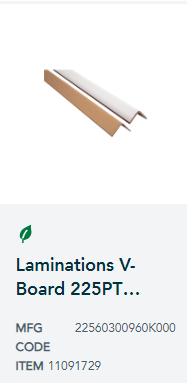 Laminations V-
Board 225PT...
MFG 22560300960K000
CODE
ITEM 11091729